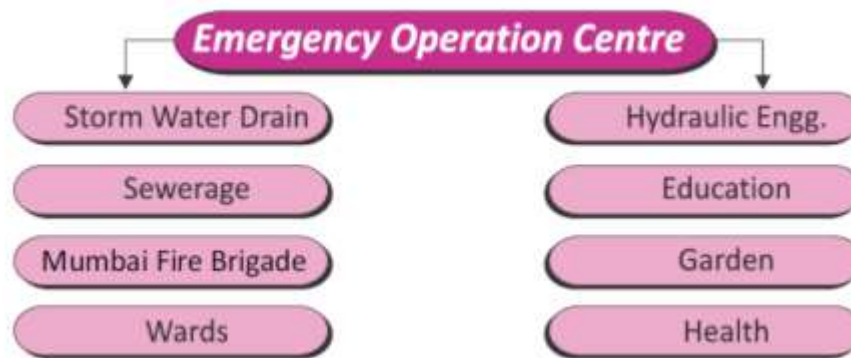 Emergency Operation Centre
Storm Water Drain
Sewerage
Mumbai Fire Brigade
Wards
Hydraulic Engg.
Education
Garden
Health